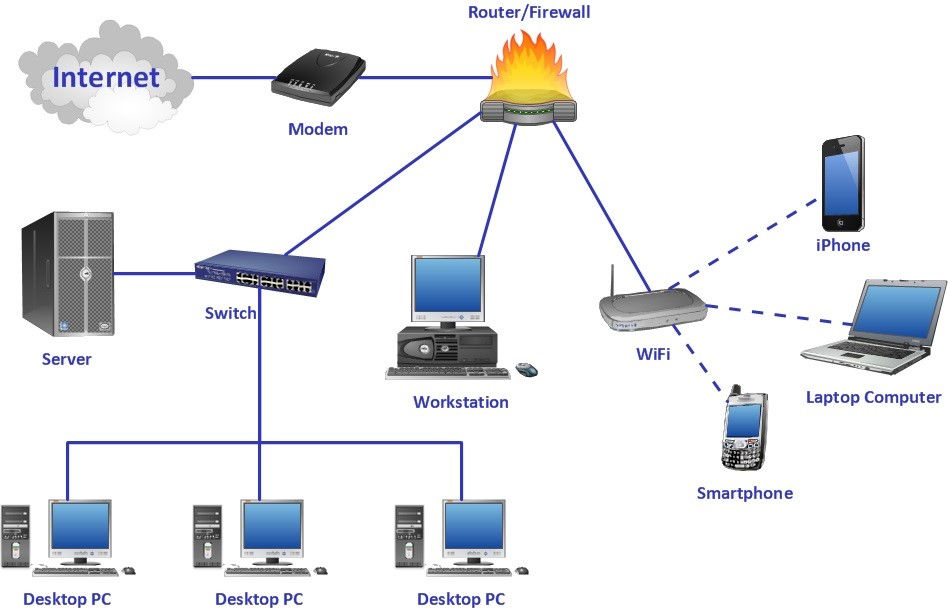 Router/Firewall
Internet
Modem
iPhone
Switch
Server
WiFi
Workstation
Laptop Computer
Smartphone
Desktop PC
Desktop PC
Desktop PC